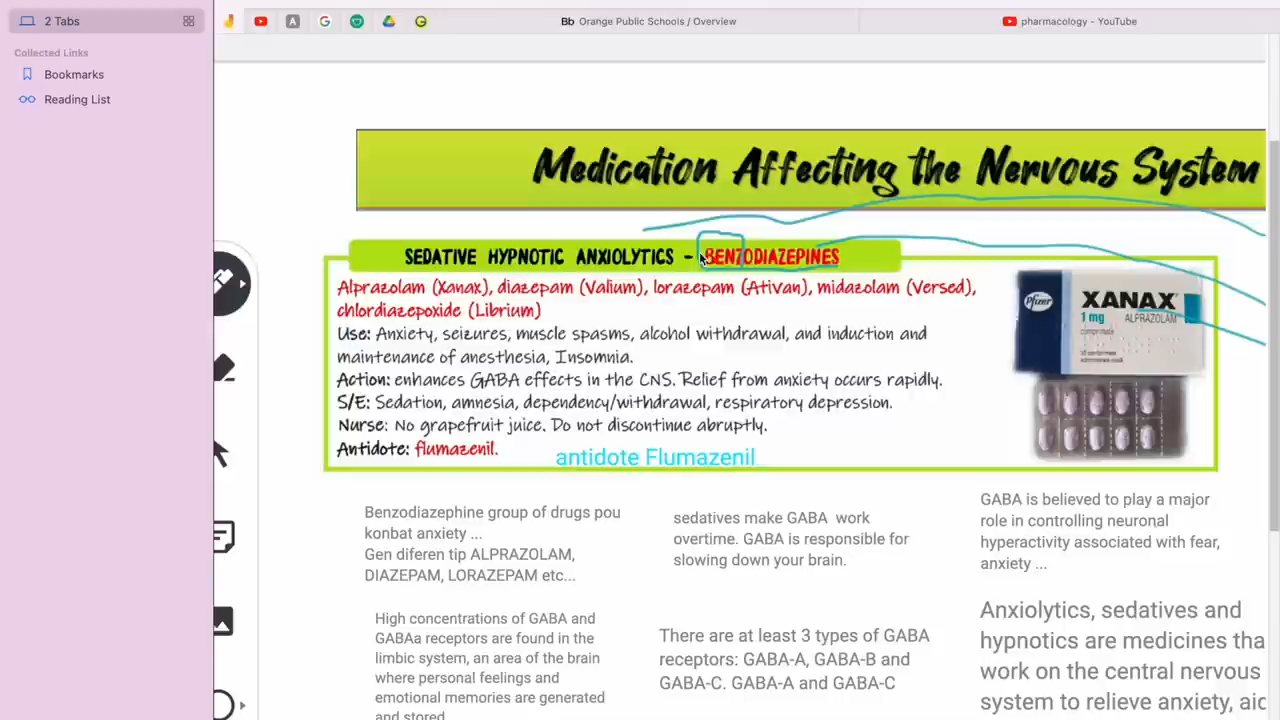 2 Tabs
Collected Links
Bookmarks
Reading List
A
G
Bb Orange Public Schools / Overview
pharmacology - YouTube
Medication Affecting the Nervous System
SEDATIVE HYPNOTIC ANXIOLYTICS - BENZODIAZEPINES
Alprazolam (Xanax), diazepam (Valium), lorazepam (Ativan), midazolam (Versed),
chlordiazepoxide (Librium)
Use: Anxiety, seizures, muscle spasms, alcohol withdrawal, and induction and
maintenance of anesthesia, Insomnia.
Action: enhances GABA effects in the CNS. Relief from anxiety occurs rapidly.
S/E: Sedation, amnesia, dependency/withdrawal, respiratory depression.
Nurse: No grapefruit juice. Do not discontinue abruptly.
Antidote: flumazenil.
antidote Flumazenil
Pfizer
XANAX
1 mg ALPRAZOLAM
Benzodiazephine group of drugs pou
konbat anxiety ...
Gen diferen tip ALPRAZOLAM,
DIAZEPAM, LORAZEPAM etc...
sedatives make GABA work
overtime. GABA is responsible for
slowing down your brain.
GABA is believed to play a major
role in controlling neuronal
hyperactivity associated with fear,
anxiety ...
High concentrations of GABA and
GABAa receptors are found in the
limbic system, an area of the brain
where personal feelings and
emotional memories are generated
and stored.
There are at least 3 types of GABA
receptors: GABA-A, GABA-B and
GABA-C. GABA-A and GABA-C
Anxiolytics, sedatives and
hypnotics are medicines tha
work on the central nervous
system to relieve anxiety, aid